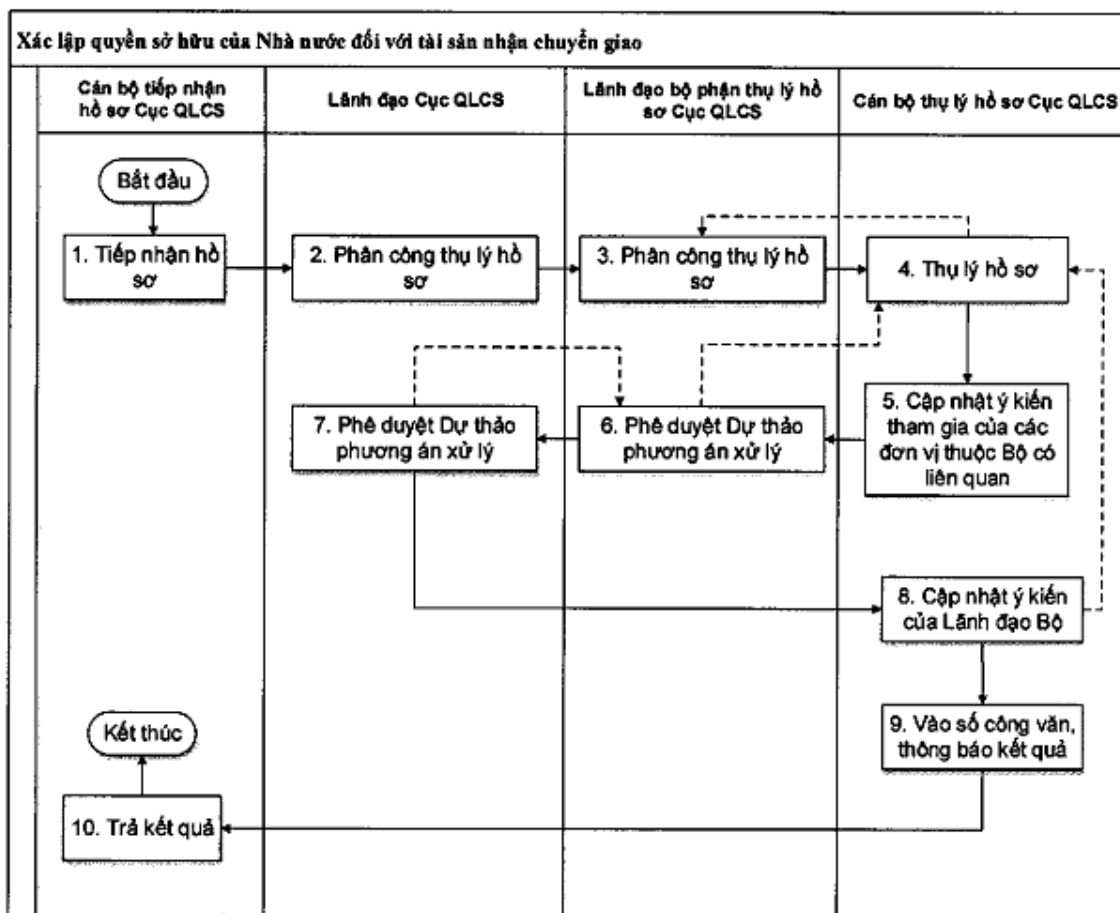 Xác lập quyền sở hữu của Nhà nước đối với tài sản nhận chuyển giao
Cán bộ tiếp nhận
hồ sơ Cục QLCS
Lãnh đạo Cục QLCS
Lãnh đạo bộ phận thụ lý hồ
sơ Cục QLCS
Cán bộ thụ lý hồ sơ Cục QLCS
Bắt đầu
1. Tiếp nhận hồ
sơ
2. Phân công thụ lý hồ
sơ
3. Phân công thụ lý hồ
sơ
4. Thụ lý hồ sơ
7. Phê duyệt Dự thảo
phương án xử lý
6. Phê duyệt Dự thảo
phương án xử lý
5. Cập nhật ý kiến
tham gia của các
đơn vị thuộc Bộ có
liên quan
8. Cập nhật ý kiến
của Lãnh đạo Bộ
9. Vào số công văn,
thông báo kết quả
Kết thúc
10. Trả kết quả